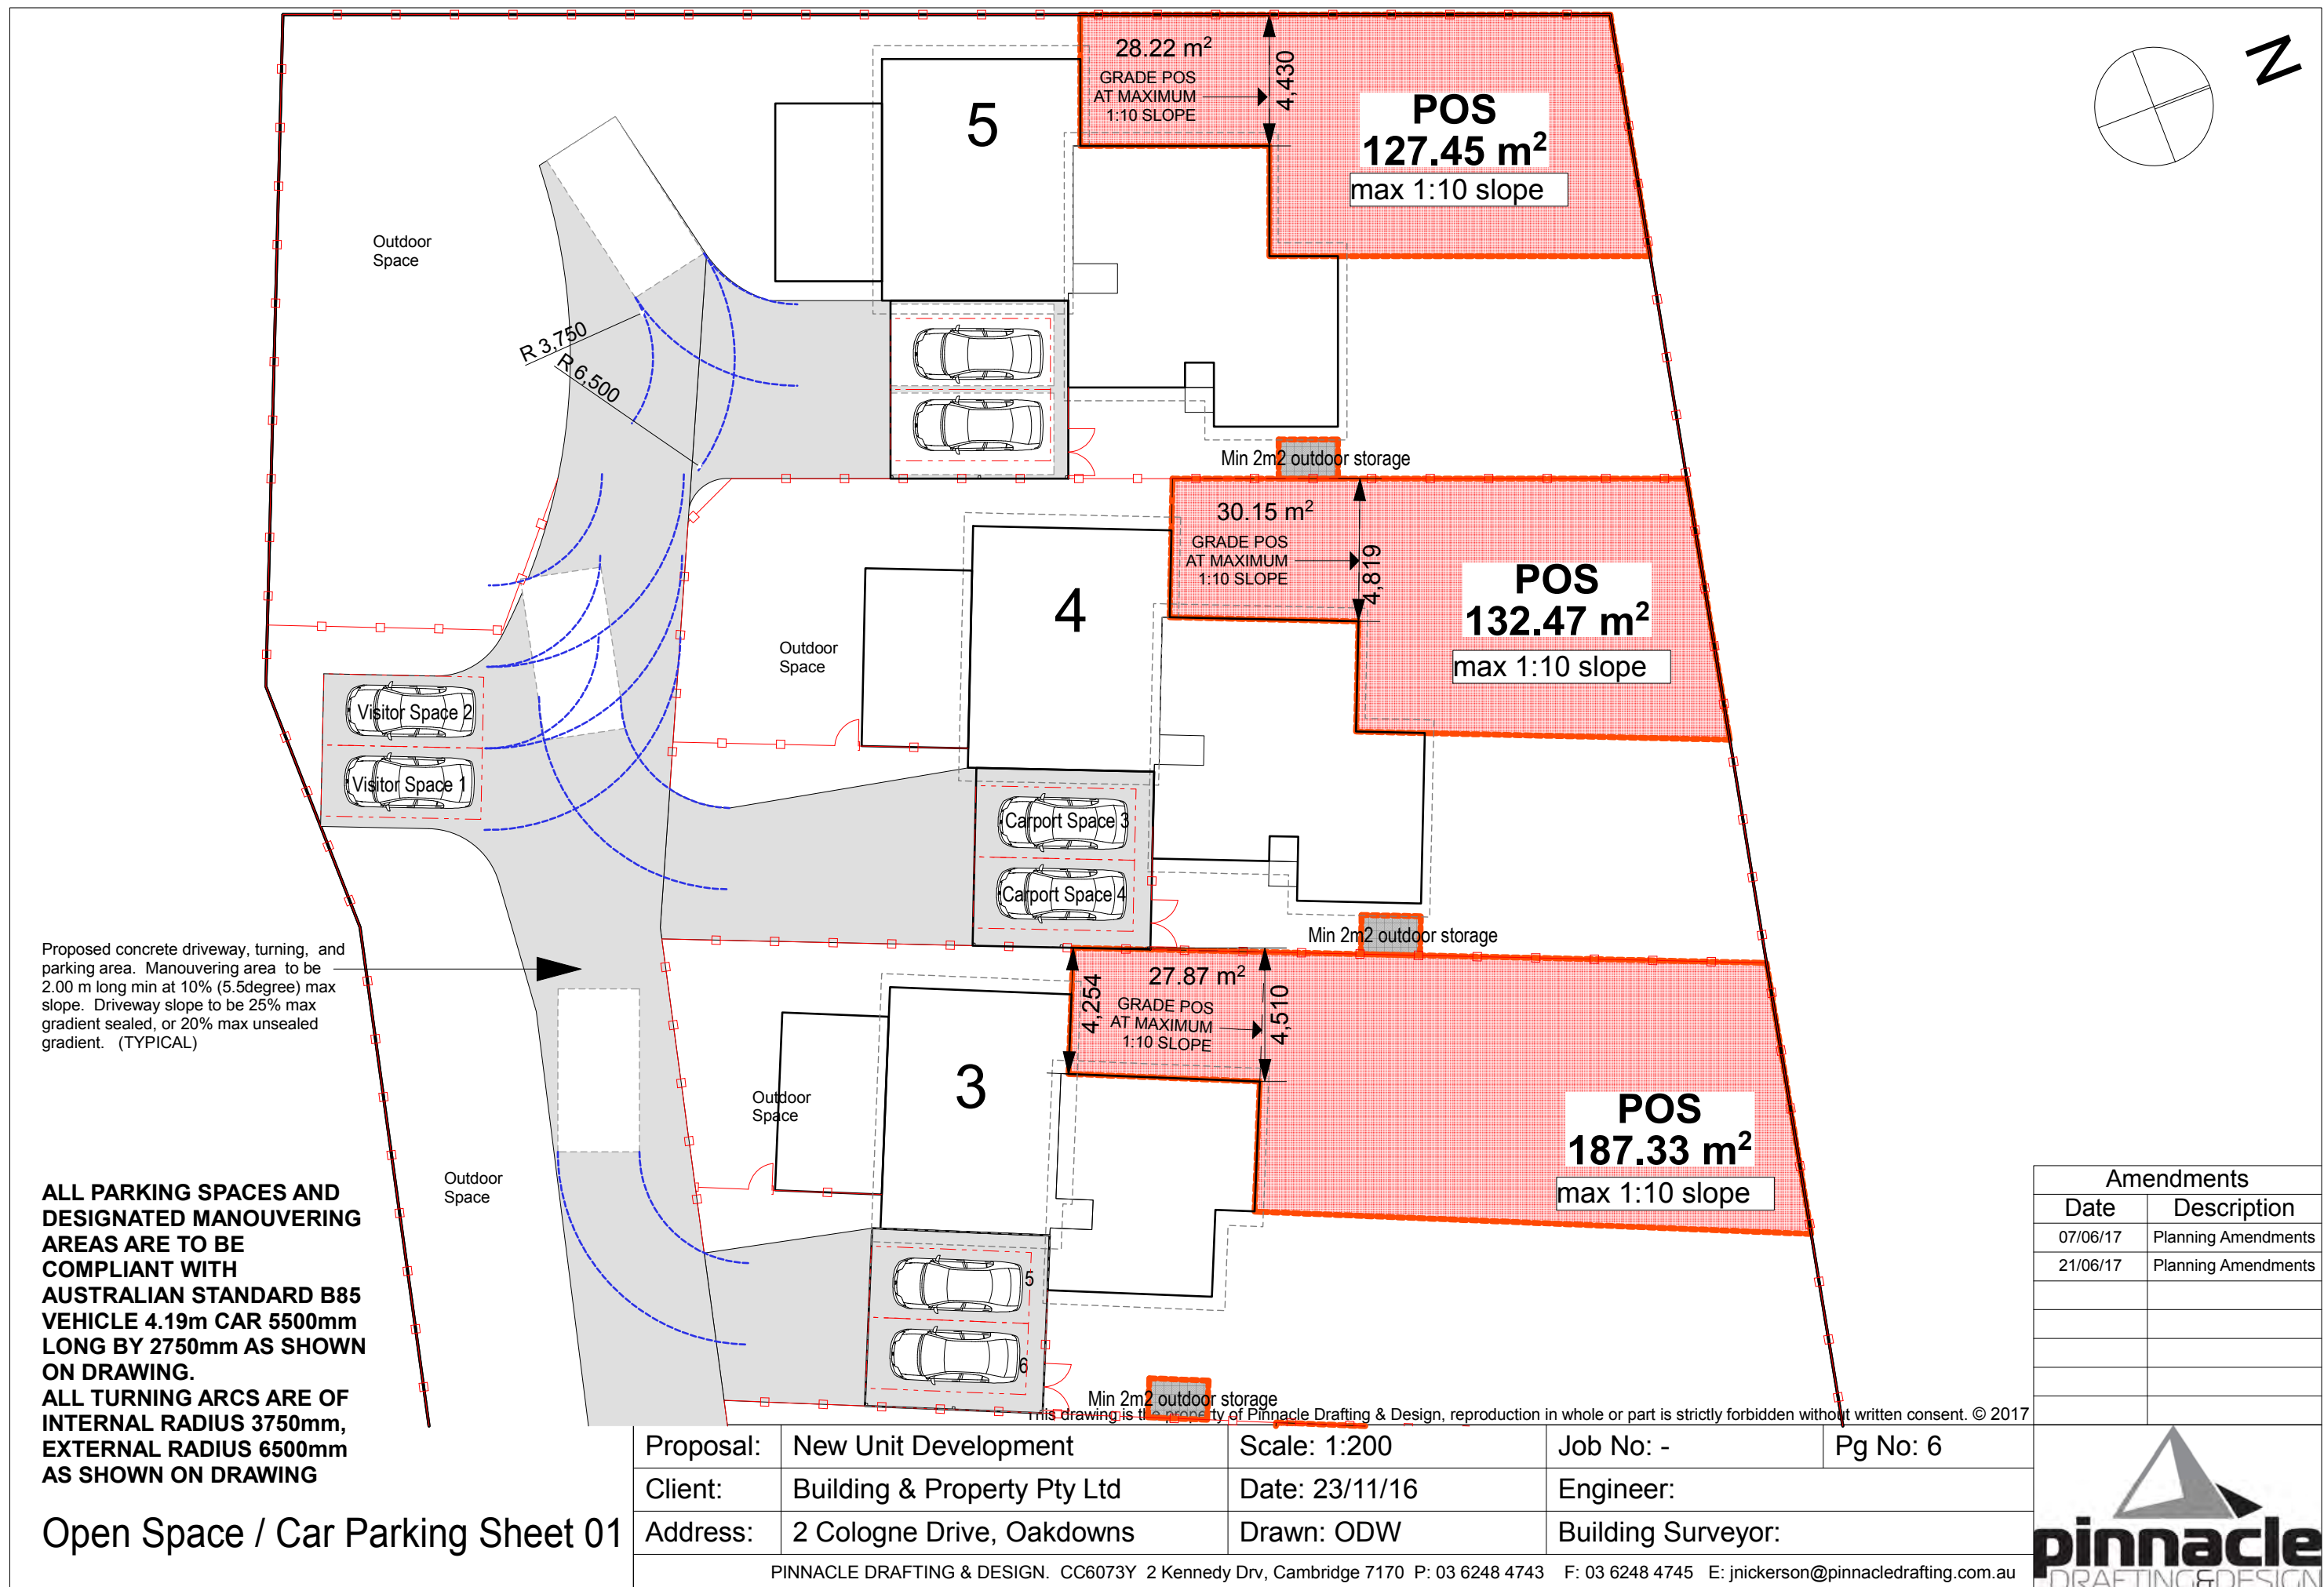 N
28.22 m²
GRADE POS
AT MAXIMUM
1:10 SLOPE
4,430
5
POS
127.45 m²
max 1:10 slope
Outdoor
Space
R 3,750
R 6,500
Min 2m2 outdoor storage
30.15 m²
GRADE POS
AT MAXIMUM
1:10 SLOPE
4,819
4
POS
132.47 m²
max 1:10 slope
Outdoor
Space
Visitor Space 2
Visitor Space 1
Carport Space 3
Carport Space 4
Min 2m2 outdoor storage
Proposed concrete driveway, turning, and
parking area. Manouvering area to be
2.00 m long min at 10% (5.5degree) max
slope. Driveway slope to be 25% max
gradient sealed, or 20% max unsealed
gradient. (TYPICAL)
4,254
27.87 m²
GRADE POS
AT MAXIMUM
1:10 SLOPE
4,510
3
Outdoor
Space
POS
187.33 m²
max 1:10 slope
Outdoor
Space
5
6
Min 2m2 outdoor storage
ALL PARKING SPACES AND
DESIGNATED MANOUVERING
AREAS ARE TO BE
COMPLIANT WITH
AUSTRALIAN STANDARD B85
VEHICLE 4.19m CAR 5500mm
LONG BY 2750mm AS SHOWN
ON DRAWING.
ALL TURNING ARCS ARE OF
INTERNAL RADIUS 3750mm,
EXTERNAL RADIUS 6500mm
AS SHOWN ON DRAWING
Amendments
Date Description
07/06/17 Planning Amendments
21/06/17 Planning Amendments
This drawing is the property of Pinnacle Drafting & Design, reproduction in whole or part is strictly forbidden without written consent. © 2017
Open Space / Car Parking Sheet 01
Proposal: New Unit Development Scale: 1:200 Job No: - Pg No: 6
Client: Building & Property Pty Ltd Date: 23/11/16 Engineer:
Address: 2 Cologne Drive, Oakdowns Drawn: ODW Building Surveyor:
PINNACLE DRAFTING & DESIGN. CC6073Y 2 Kennedy Drv, Cambridge 7170 P: 03 6248 4743 F: 03 6248 4745 E: jnickerson@pinnacledrafting.com.au
pinnacle
DRAFTING&DESIGN